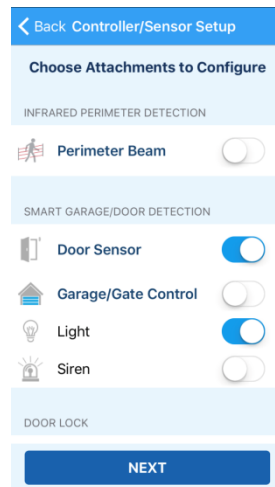 Back Controller/Sensor Setup
Choose Attachments to Configure
INFRARED PERIMETER DETECTION
Perimeter Beam
SMART GARAGE/DOOR DETECTION
Door Sensor
Garage/Gate Control
Light
Siren
DOOR LOCK
NEXT